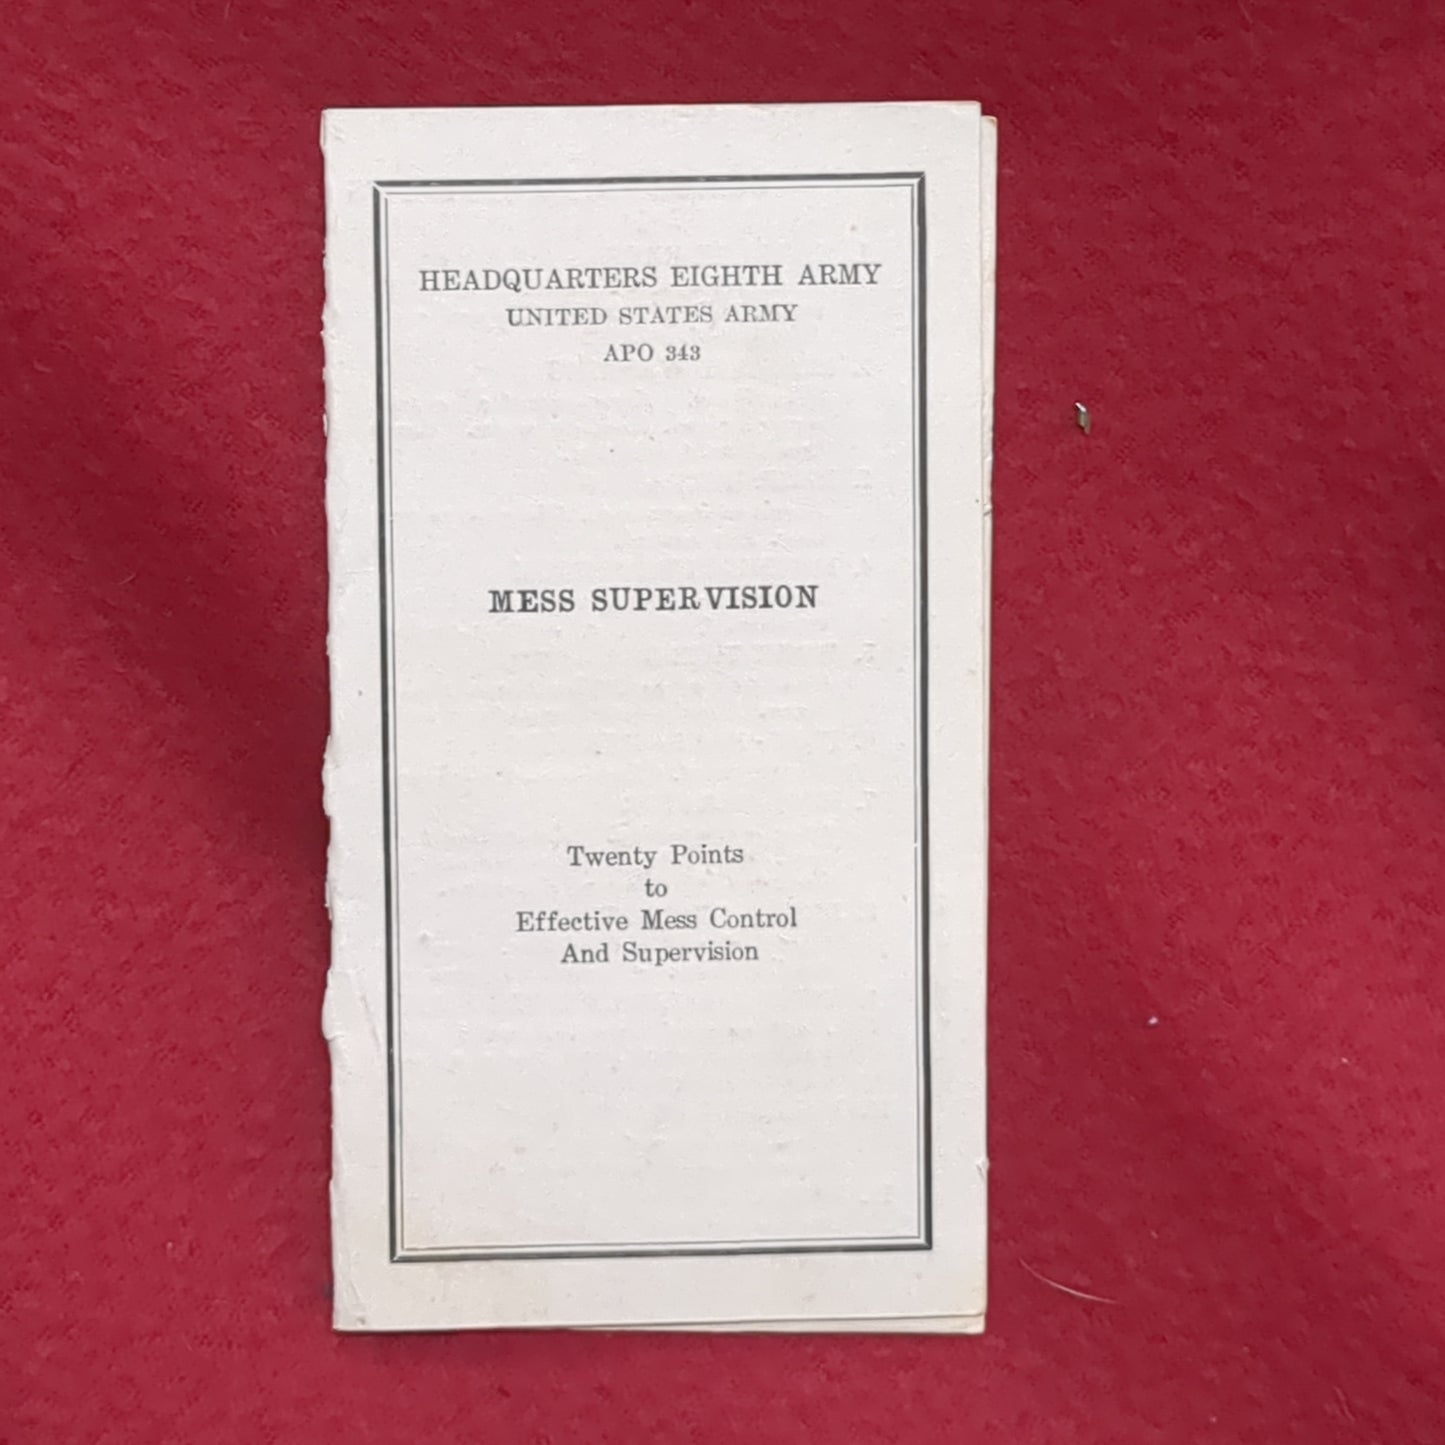 HEADQUARTERS EIGHTH ARMY
UNITED STATES ARMY
APO 343
MESS SUPERVISION
Twenty Points
to
Effective Mess Control
And Supervision